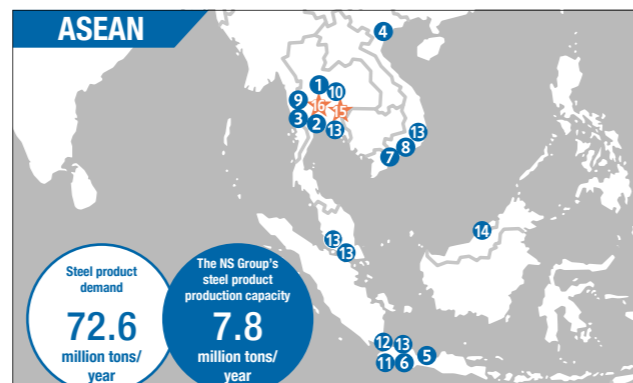 ASEAN
4
1
10
9
16
15
3
2
13
13
8
7
13
13
14
12
13
5
11
6
Steel product
demand
72.6
million tons/
year
The NS Group's
steel product
production capacity
7.8
million tons/
year